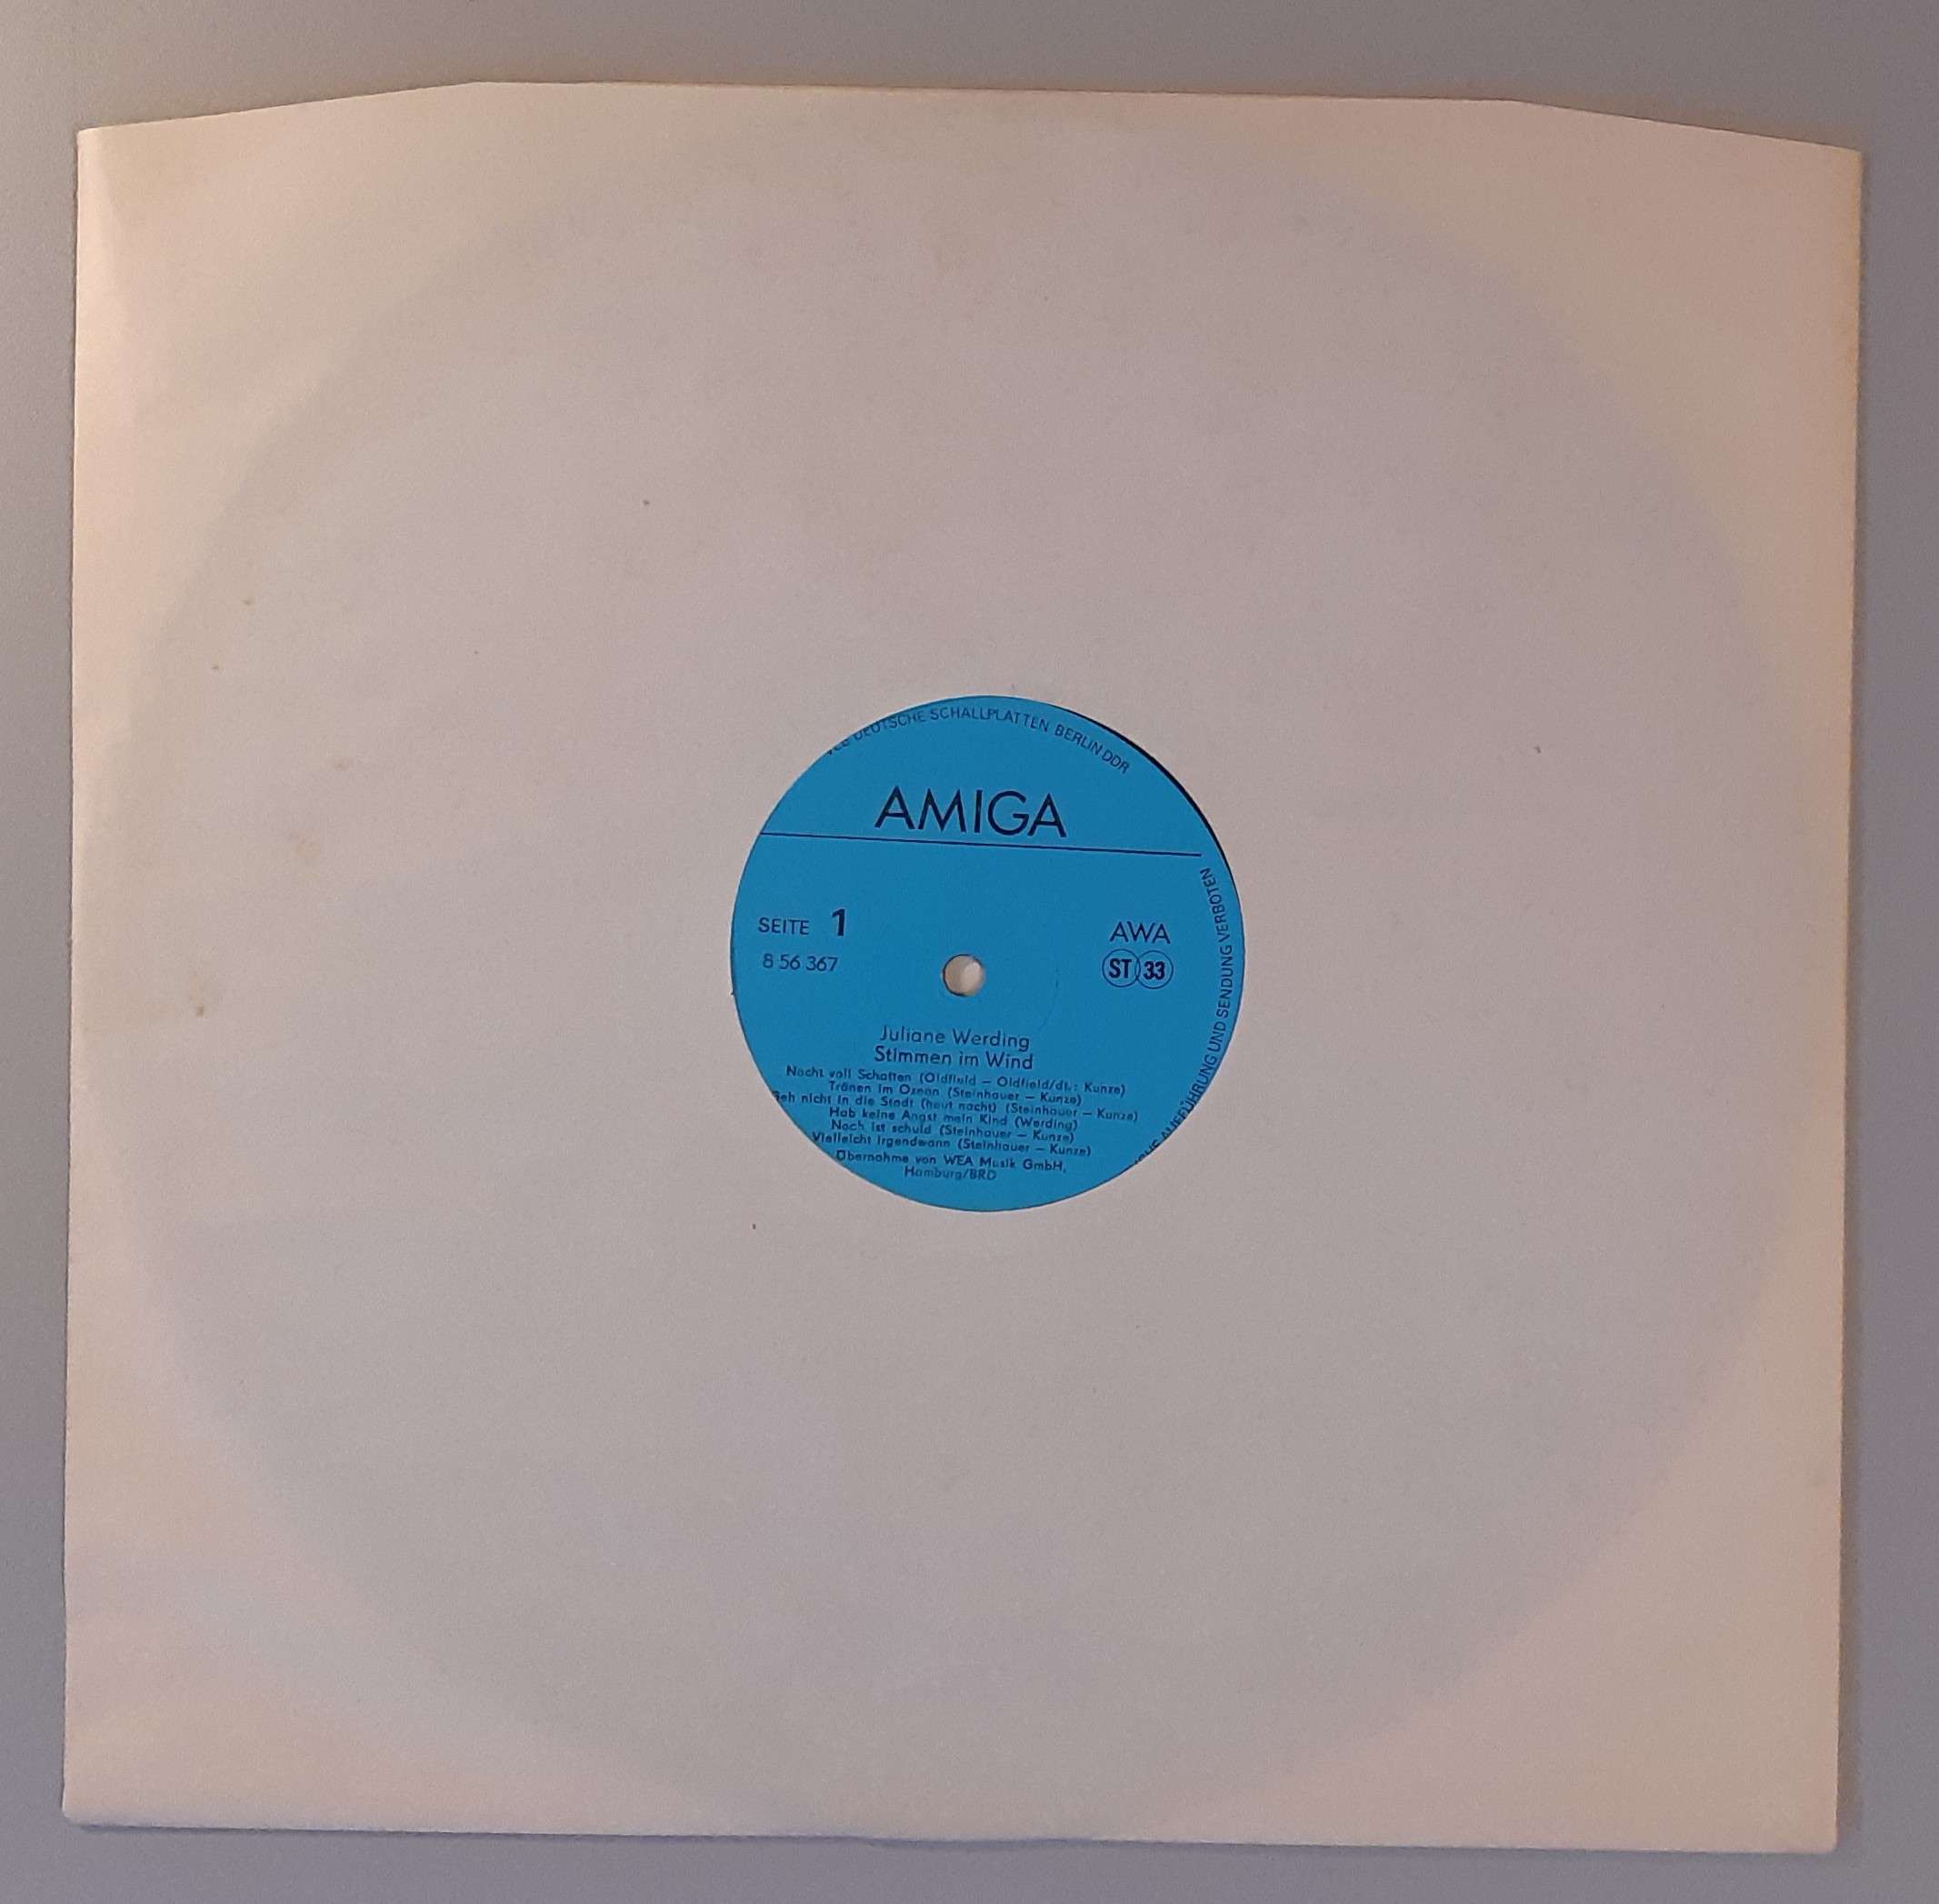 DEUTSCHE SCHALLPLATTEN BERLIN DDR
AMIGA
SEITE 1
8 56 367
AWA
ST 33
AUFFÜHRUNG UND SENDUNG VERBOTEN
Juliane Werding
Stimmen im Wind
Nacht voll Schatten (Oldfield – Oldfield/dt.: Kunze)
Tränen im Ozean (Steinhauer – Kunze)
Geh nicht in die Stadt (heut nacht) (Steinhauer – Kunze)
Hab keine Angst mein Kind (Werding)
Noch ist schuld (Steinhauer – Kunze)
Vielleicht irgendwann (Steinhauer – Kunze)
Übernahme von WEA Musik GmbH,
Hamburg/BRD